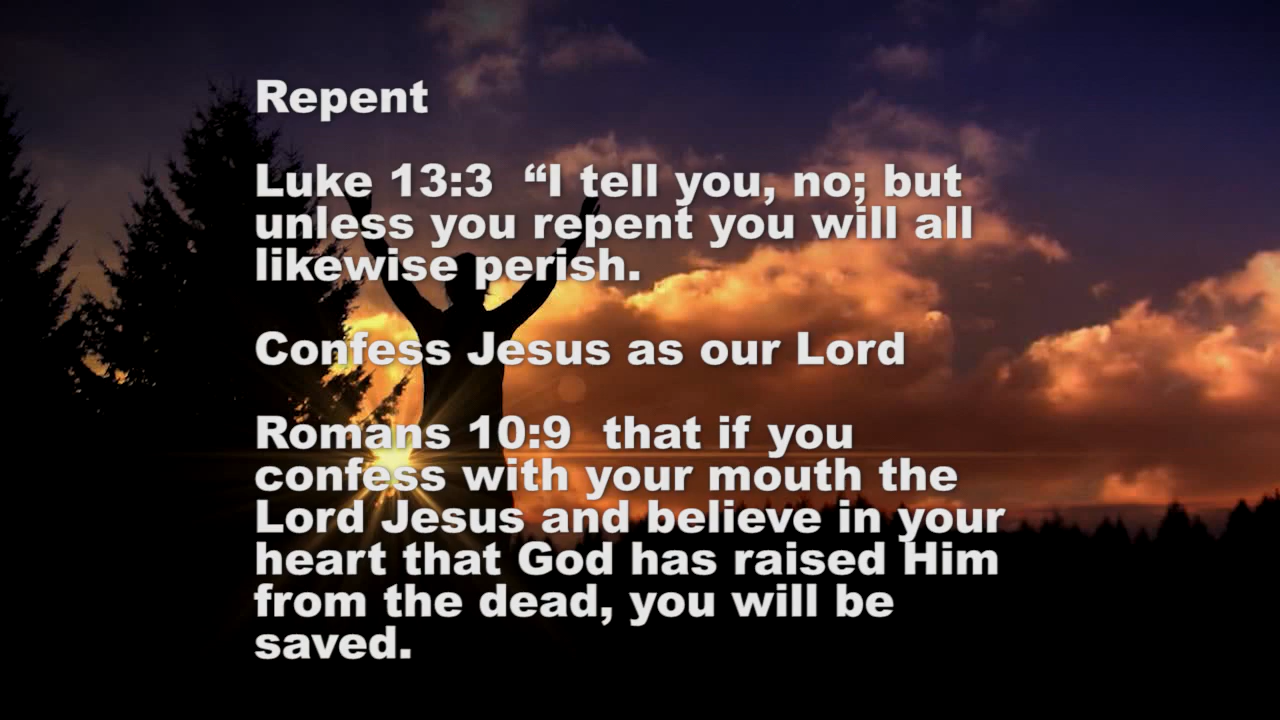 Repent
Luke 13:3  “I tell you, no; but
unless you repent you will all
likewise perish.
Confess Jesus as our Lord
Romans 10:9  that if you
confess with your mouth the
Lord Jesus and believe in your
heart that God has raised Him
from the dead, you will be
saved.